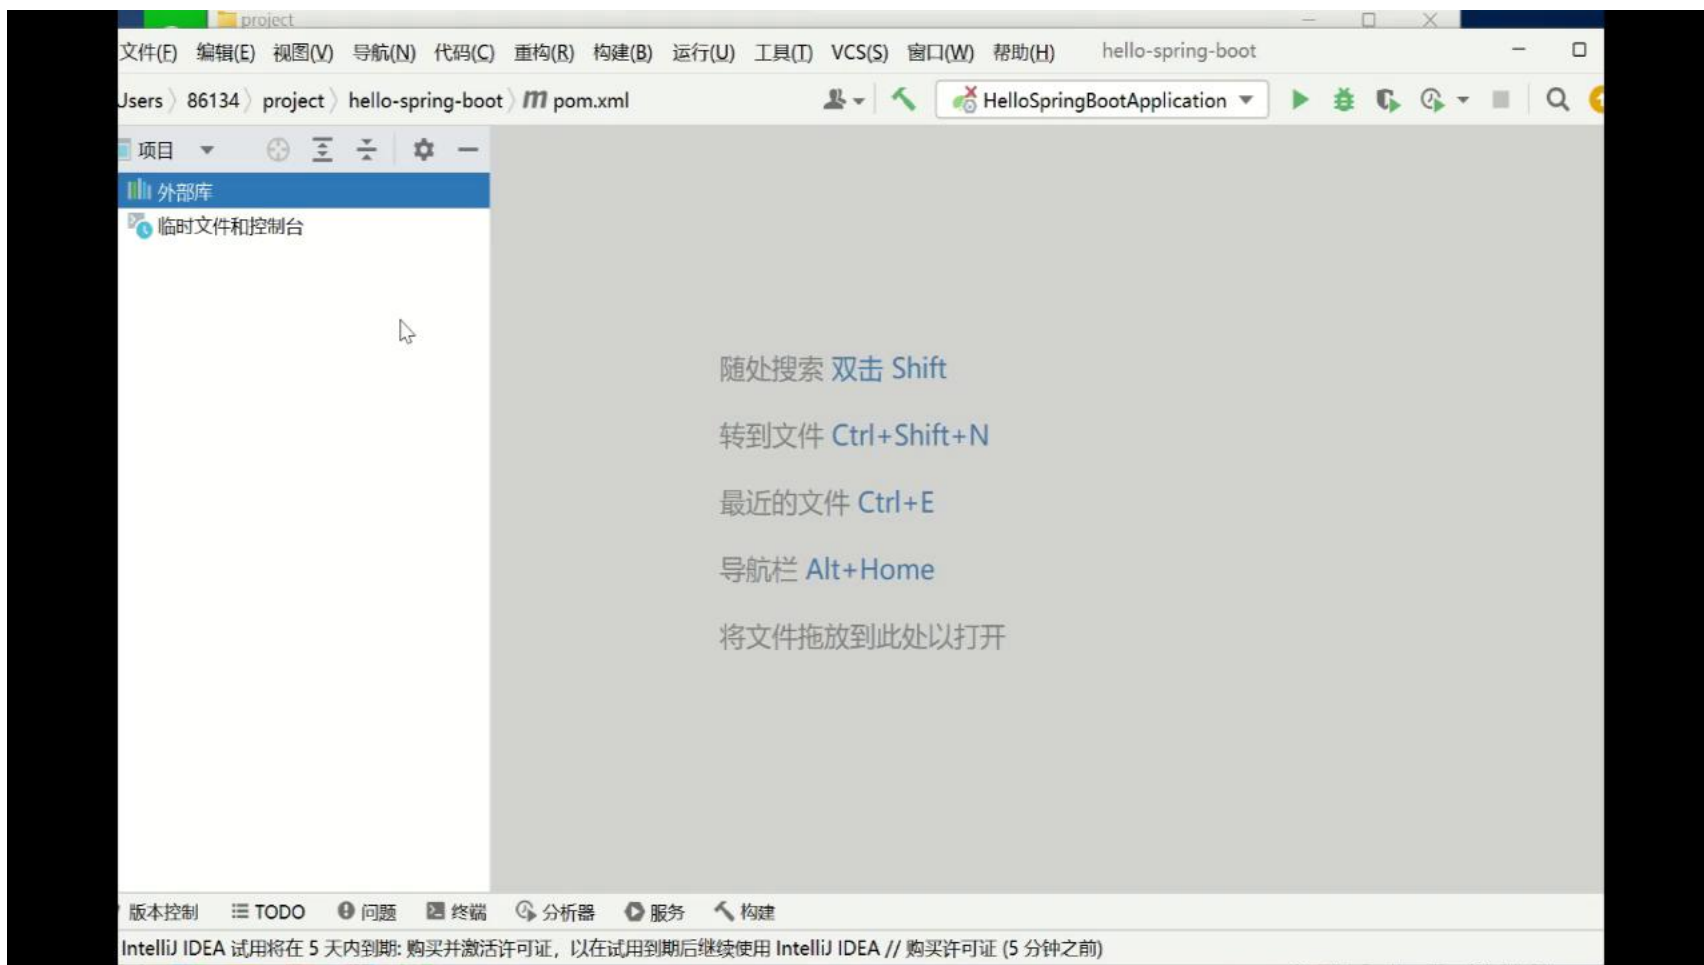 project
文件(F) 编辑(E) 视图(V) 导航(N) 代码(C) 重构(R) 构建(B) 运行(U) 工具(T) VCS(S) 窗口(W) 帮助(H) hello-spring-boot
Users 86134 project hello-spring-boot m pom.xml HelloSpringBootApplication
项目
外部库
临时文件和控制台
随处搜索 双击 Shift
转到文件 Ctrl+Shift+N
最近的文件 Ctrl+E
导航栏 Alt+Home
将文件拖放到此处以打开
版本控制 TODO 问题 终端 分析器 服务 构建
IntelliJ IDEA 试用将在 5 天内到期: 购买并激活许可证，以在试用到期后继续使用 IntelliJ IDEA // 购买许可证 (5 分钟之前)